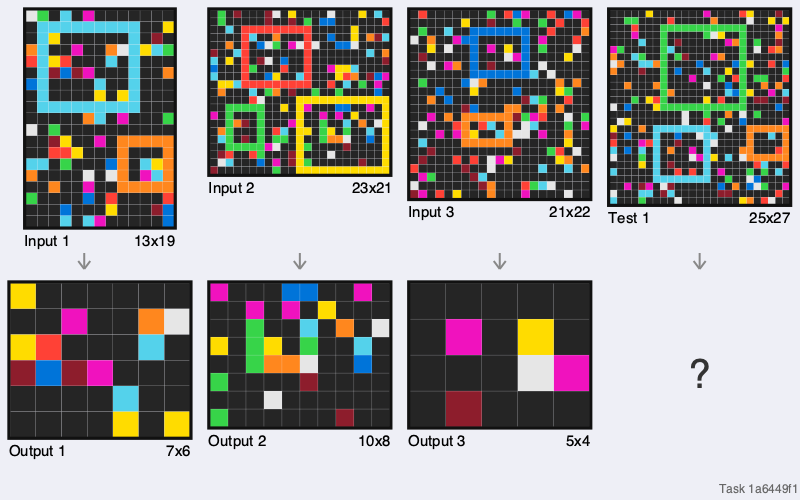 Input 1 13x19
Input 2 23x21
Input 3 21x22
Test 1 25x27
?
Output 1 7x6
Output 2 10x8
Output 3 5x4
Task 1a6449f1